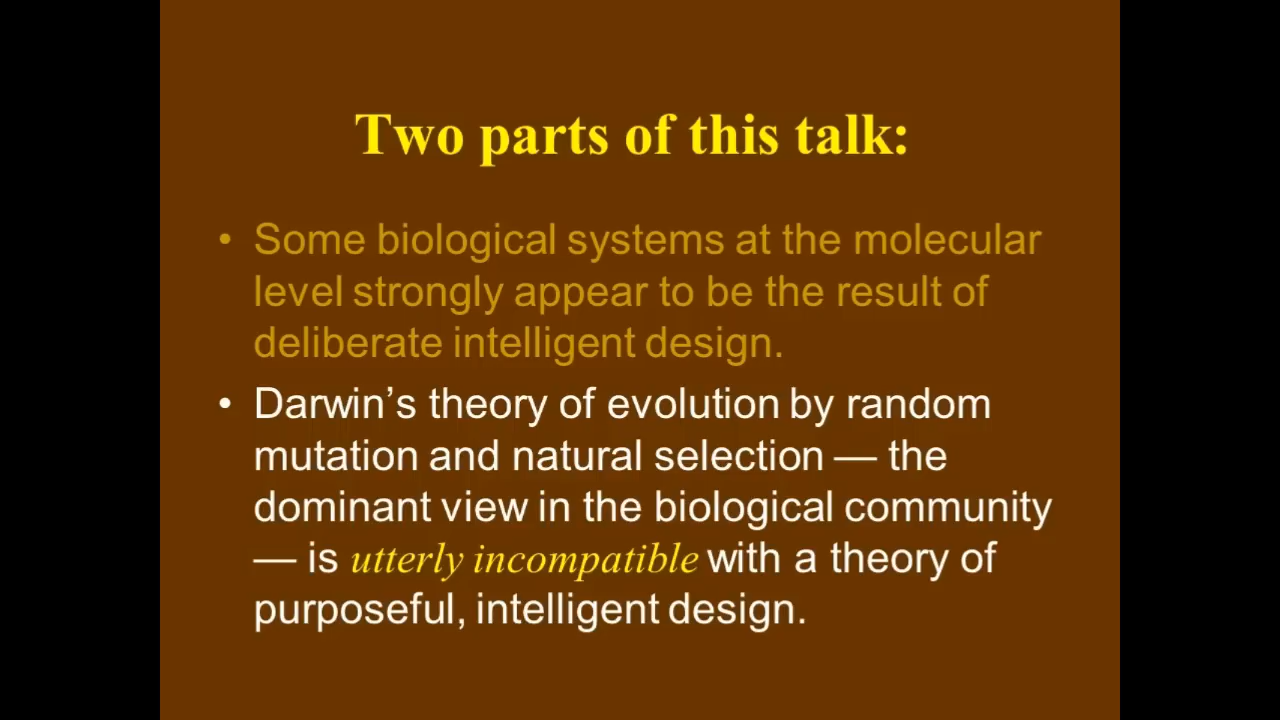 Two parts of this talk:
• Some biological systems at the molecular
level strongly appear to be the result of
deliberate intelligent design.
• Darwin’s theory of evolution by random
mutation and natural selection — the
dominant view in the biological community
— is utterly incompatible with a theory of
purposeful, intelligent design.